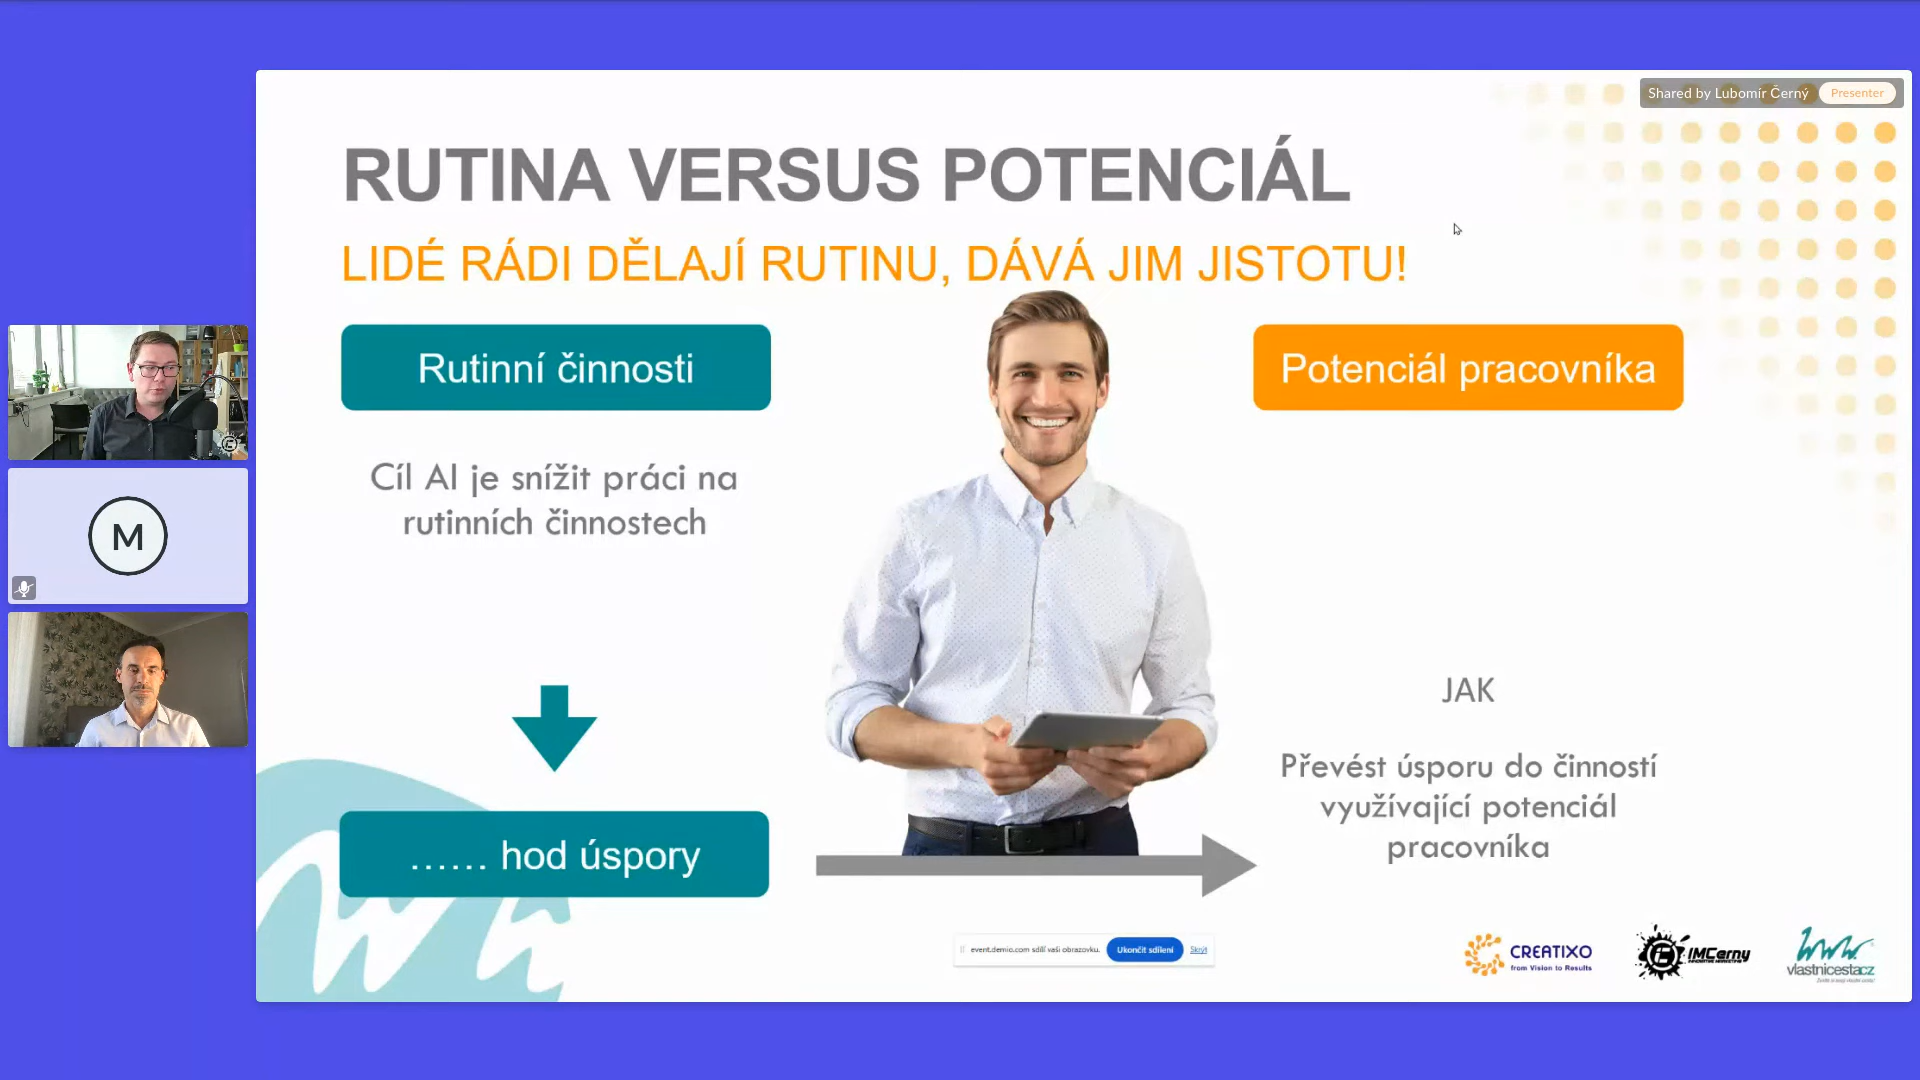 Shared by Lubomír Černý
Presenter
RUTINA VERSUS POTENCIÁL
LIDÉ RÁDI DĚLAJÍ RUTINU, DÁVÁ JIM JISTOTU!
Rutinní činnosti
Potenciál pracovníka
Cíl AI je snížit práci na
rutinních činnostech
M
JAK
Převést úsporu do činností
využívající potenciál
pracovníka
...... hod úspory
event.demio.com sdílí vaši obrazovku.
Ukončit sdílení
Skrýt
CREATIXO
from Vision to Results
IMCerny
INNOVATIVE MARKETING
vlastnicesta.cz